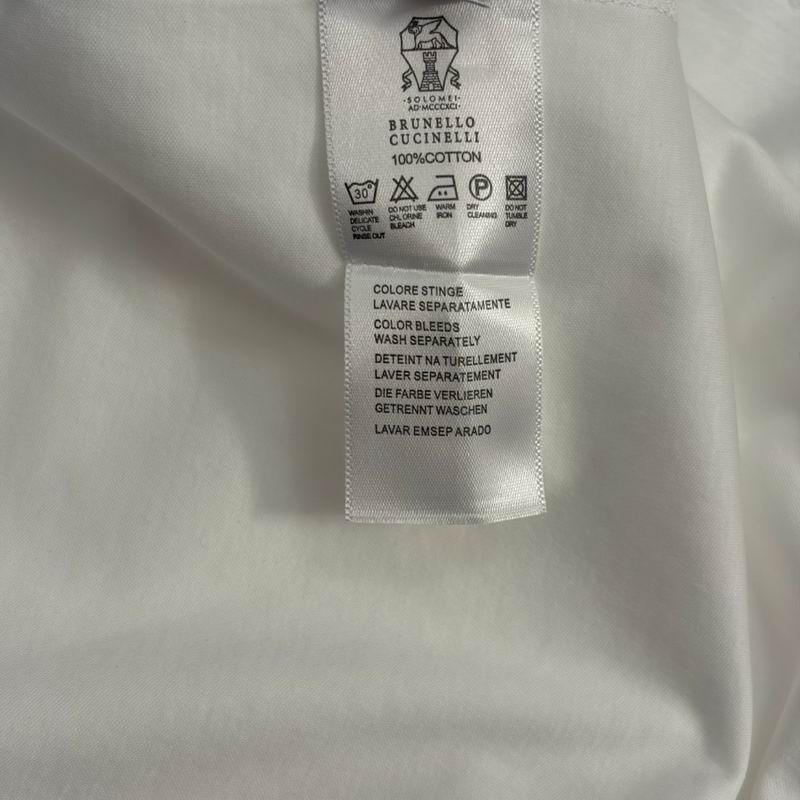 ·SOLOMEI·
AD·MCCCXCI·
BRUNELLO
CUCINELLI
100%COTTON
30°
P
WASHIN
DELICATE
CYCLE
RINSE OUT
DO NOT USE
CHLORINE
BLEACH
WARM
IRON
DRY
CLEANING
DO NOT
TUMBLE
DRY
COLORE STINGE
LAVARE SEPARATAMENTE
COLOR BLEEDS
WASH SEPARATELY
DETEINT NA TURELLEMENT
LAVER SEPARATEMENT
DIE FARBE VERLIEREN
GETRENNT WASCHEN
LAVAR EMSEP ARADO